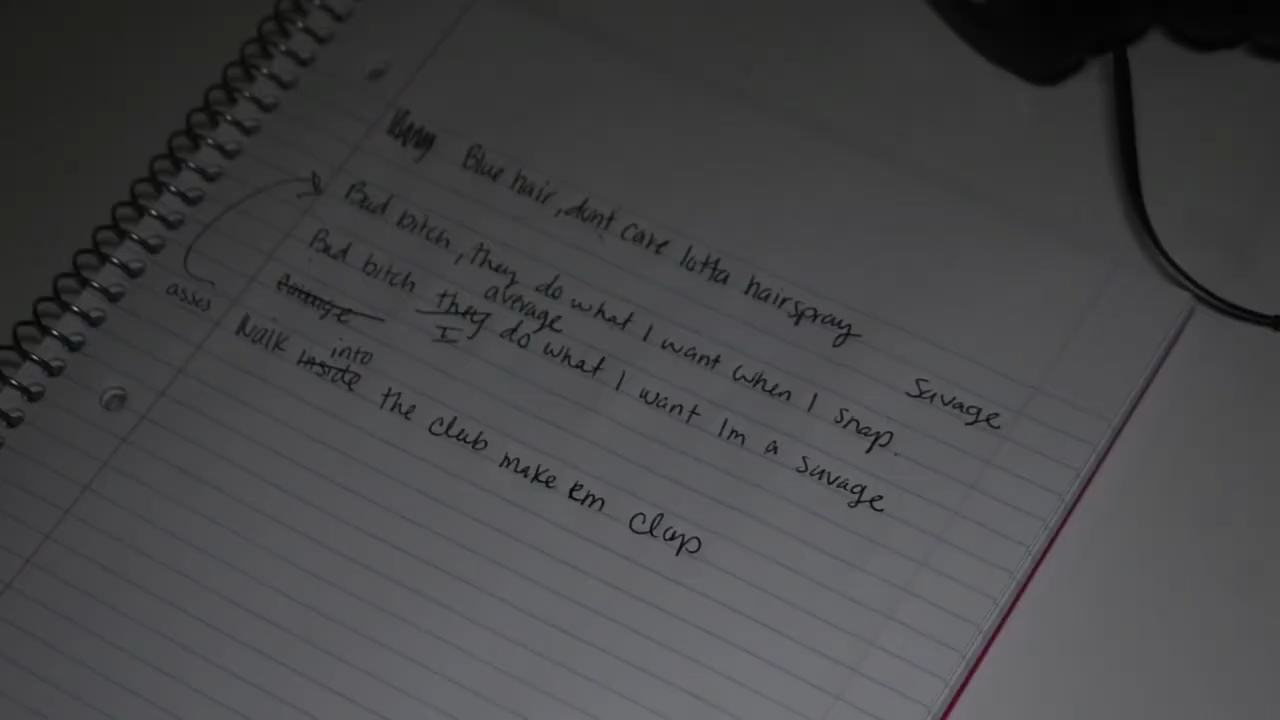 Blue hair, dont care lotta hairspray
Savage
Bad bitch, they do what I want when I snap.
average
Bad bitch they do what I want Im a savage
I
asses
into
Walk inside the club make em clap